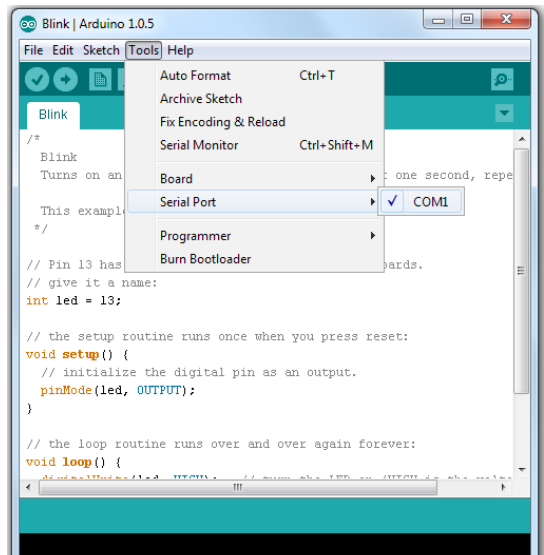 Blink | Arduino 1.0.5
File Edit Sketch Tools Help
Auto Format Ctrl+T
Archive Sketch
Fix Encoding & Reload
Serial Monitor Ctrl+Shift+M
Board
Serial Port
COM1
Programmer
Burn Bootloader
Blink
/*
Blink
Turns on an one second, repe
This exampl
*/
// Pin 13 has ards.
// give it a name:
int led = 13;
// the setup routine runs once when you press reset:
void setup() {
// initialize the digital pin as an output.
pinMode(led, OUTPUT);
}
// the loop routine runs over and over again forever:
void loop() {